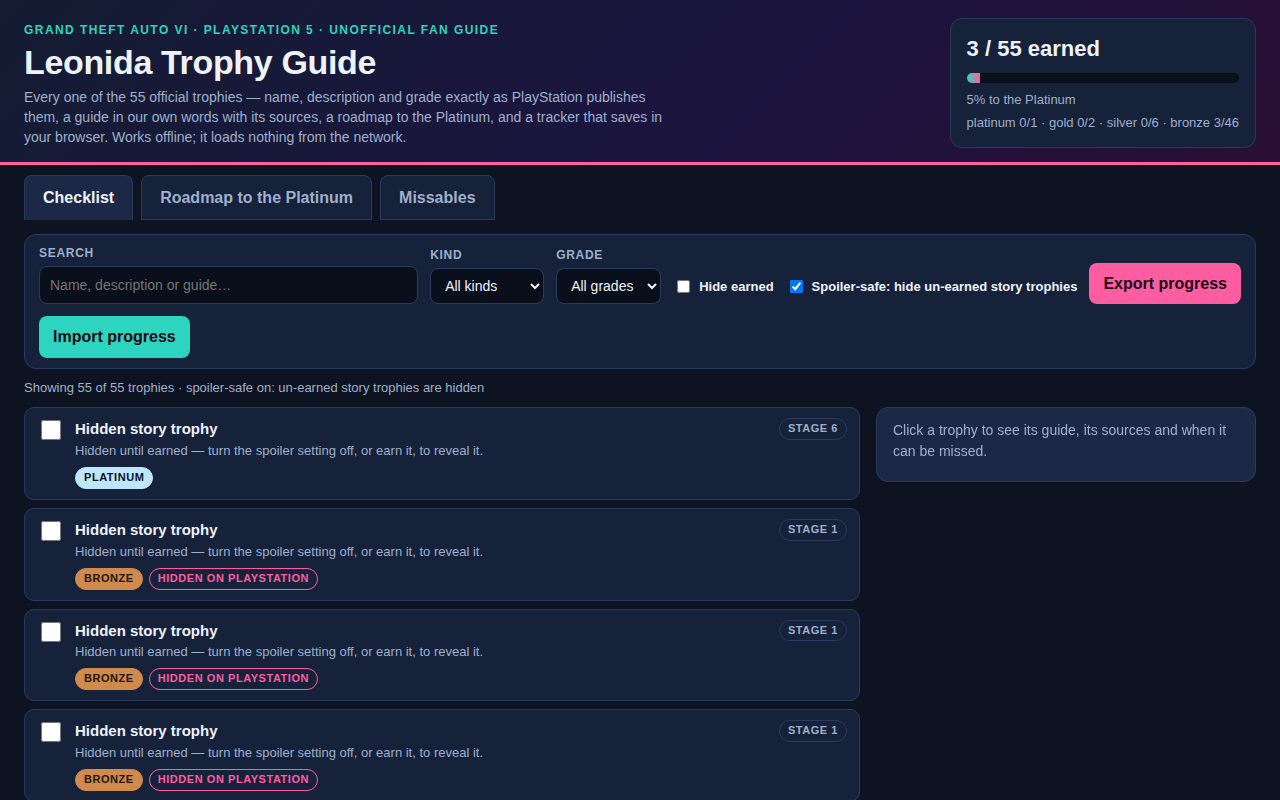 GRAND THEFT AUTO VI · PLAYSTATION 5 · UNOFFICIAL FAN GUIDE
Leonida Trophy Guide
Every one of the 55 official trophies — name, description and grade exactly as PlayStation publishes
them, a guide in our own words with its sources, a roadmap to the Platinum, and a tracker that saves in
your browser. Works offline; it loads nothing from the network.
3 / 55 earned
5% to the Platinum
platinum 0/1 · gold 0/2 · silver 0/6 · bronze 3/46
Checklist
Roadmap to the Platinum
Missables
SEARCH
Name, description or guide…
KIND
All kinds
GRADE
All grades
Hide earned
Spoiler-safe: hide un-earned story trophies
Export progress
Import progress
Showing 55 of 55 trophies · spoiler-safe on: un-earned story trophies are hidden
Hidden story trophy
STAGE 6
Hidden until earned — turn the spoiler setting off, or earn it, to reveal it.
PLATINUM
Hidden story trophy
STAGE 1
Hidden until earned — turn the spoiler setting off, or earn it, to reveal it.
BRONZE
HIDDEN ON PLAYSTATION
Hidden story trophy
STAGE 1
Hidden until earned — turn the spoiler setting off, or earn it, to reveal it.
BRONZE
HIDDEN ON PLAYSTATION
Hidden story trophy
STAGE 1
Hidden until earned — turn the spoiler setting off, or earn it, to reveal it.
BRONZE
HIDDEN ON PLAYSTATION
Click a trophy to see its guide, its sources and when it
can be missed.